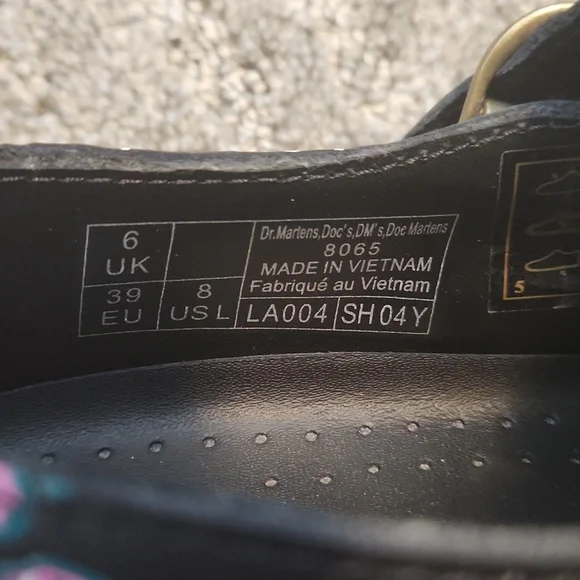 6
UK
39
EU
8
US L
Dr.Martens,Doc's,DM's,Doc Martens
8065
MADE IN VIETNAM
Fabriqué au Vietnam
LA004
SH04Y
5